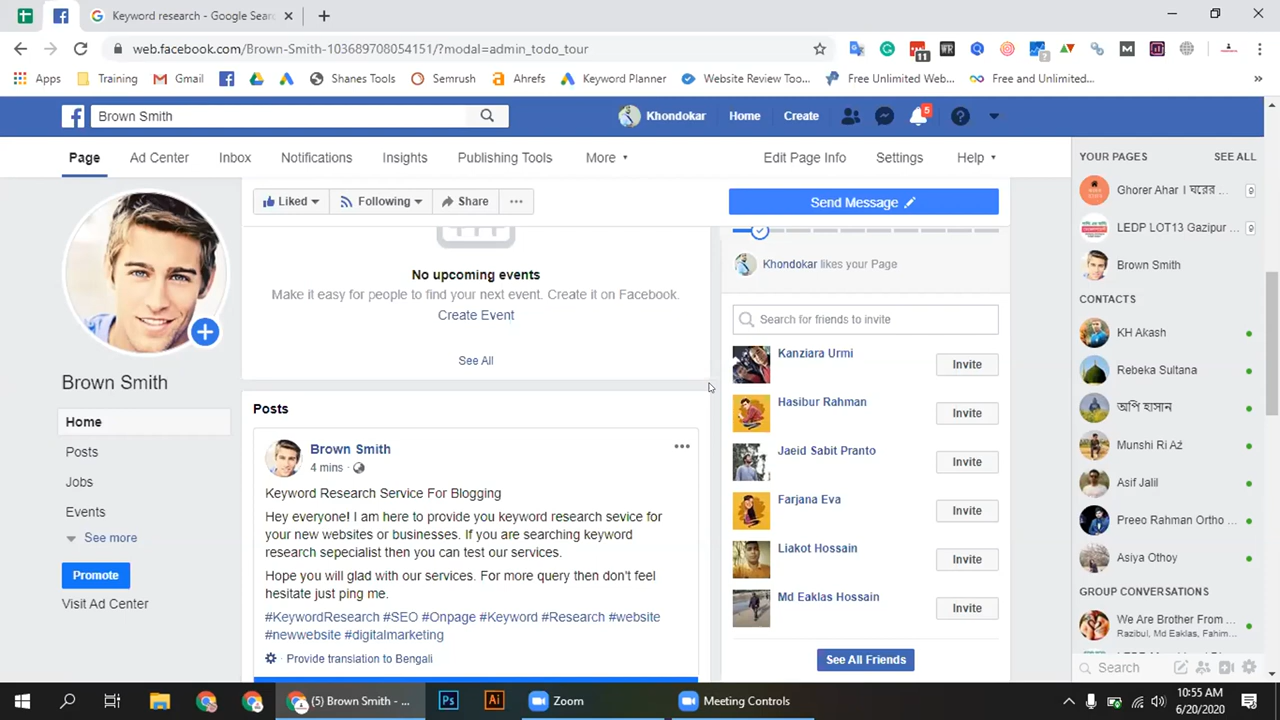 Keyword research - Google Sear
web.facebook.com/Brown-Smith-103689708054151/?modal=admin_todo_tour
11
7
Apps Training Gmail Shanes Tools Semrush Ahrefs Keyword Planner Website Review Too... Free Unlimited Web... Free and Unlimited... »
Brown Smith
Khondokar Home Create 5
Page Ad Center Inbox Notifications Insights Publishing Tools More Edit Page Info Settings Help
Liked Following Share ... Send Message
No upcoming events
Make it easy for people to find your next event. Create it on Facebook.
Create Event
See All
Brown Smith
Home
Posts
Jobs
Events
See more
Promote
Visit Ad Center
Posts
Brown Smith
4 mins ·
Keyword Research Service For Blogging
Hey everyone! I am here to provide you keyword research sevice for
your new websites or businesses. If you are searching keyword
research sepecialist then you can test our services.
Hope you will glad with our services. For more query then don't feel
hesitate just ping me.
#KeywordResearch #SEO #Onpage #Keyword #Research #website
#newwebsite #digitalmarketing
· Provide translation to Bengali
Khondokar likes your Page
Search for friends to invite
Kanziara Urmi Invite
Hasibur Rahman Invite
Jaeid Sabit Pranto Invite
Farjana Eva Invite
Liakot Hossain Invite
Md Eaklas Hossain Invite
See All Friends
YOUR PAGES SEE ALL
Ghorer Ahar । ঘরের ... 0
LEDP LOT13 Gazipur ... 0
Brown Smith
CONTACTS
KH Akash
Rebeka Sultana
অপি হাসান
Munshi Ri Aź
Asif Jalil
Preeo Rahman Ortho ...
Asiya Othoy
GROUP CONVERSATIONS
We Are Brother From ...
Razibul, Md Eaklas, Fahim...
Search
(5) Brown Smith - ... Ps Ai Zoom Meeting Controls
10:55 AM
6/20/2020